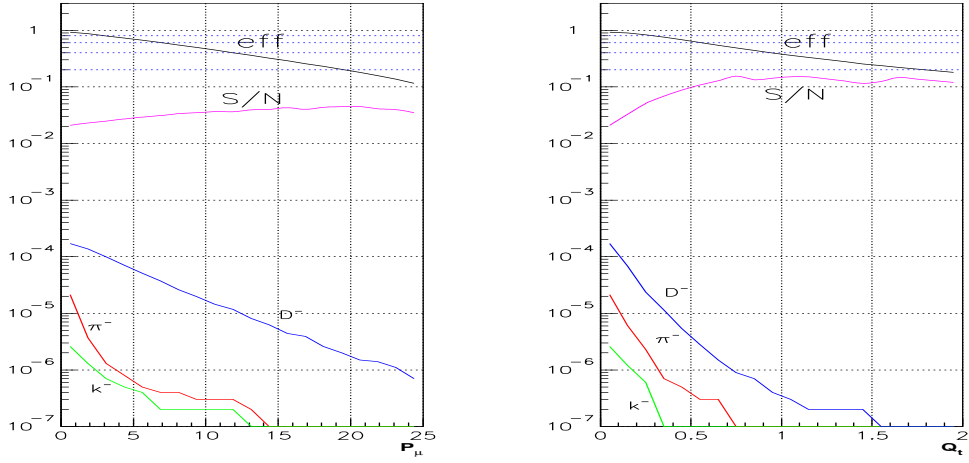 1
eff
10⁻¹
S/N
10⁻²
10⁻³
10⁻⁴
10⁻⁵
D⁻
π⁻
10⁻⁶
k⁻
10⁻⁷
0 5 10 15 20 25
P_μ
1
eff
10⁻¹
S/N
10⁻²
10⁻³
10⁻⁴
D⁻
10⁻⁵
π⁻
10⁻⁶
k⁻
10⁻⁷
0 0.5 1 1.5 2
Q_t